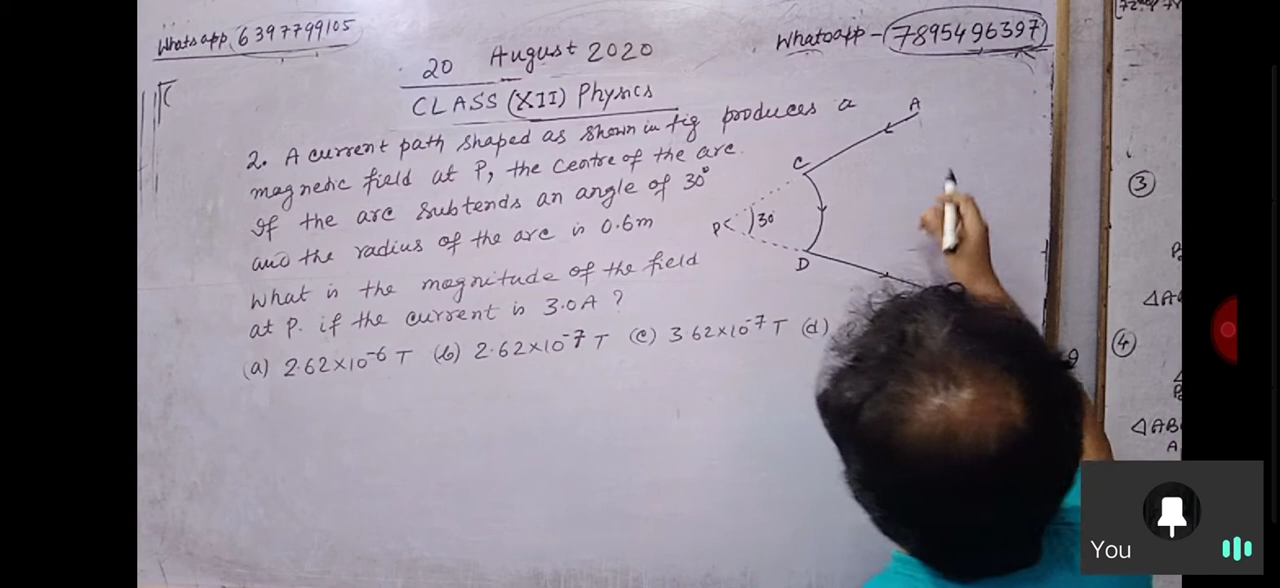 Whatsapp 6397799105
Whatsapp - 7895496397
20 August 2020
CLASS (XII) Physics
2. A current path shaped as shown in fig produces a
magnetic field at P, the centre of the arc.
If the arc subtends an angle of 30°
and the radius of the arc is 0.6m
What is the magnitude of the field
at P. if the current is 3.0A ?
(a) 2.62×10⁻⁶ T (b) 2.62×10⁻⁷ T (c) 3.62×10⁻⁷ T (d)
A
C
P
30°
D
3
4
△AB
A
You